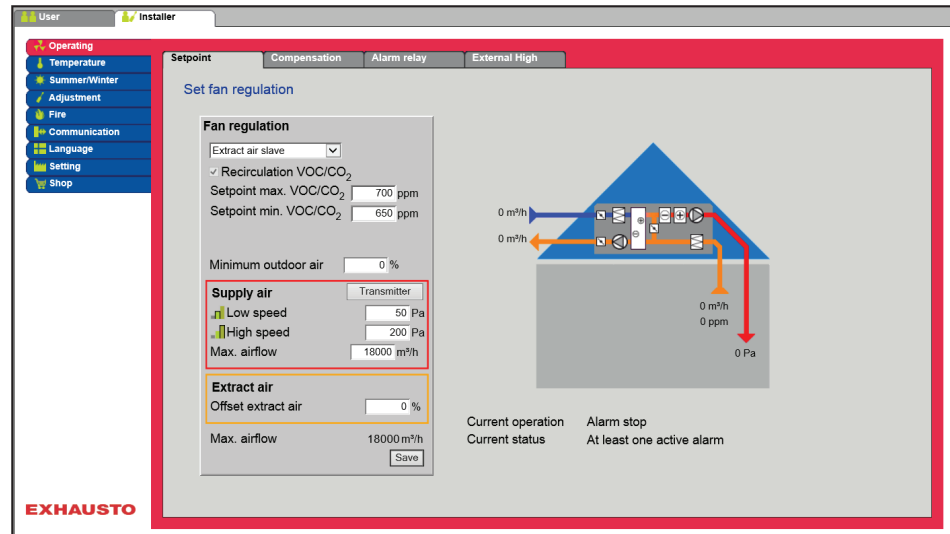 User
Installer
Operating
Temperature
Summer/Winter
Adjustment
Fire
Communication
Language
Setting
Shop
Setpoint
Compensation
Alarm relay
External High
Set fan regulation
Fan regulation
Extract air slave
Recirculation VOC/CO2
Setpoint max. VOC/CO2 700 ppm
Setpoint min. VOC/CO2 650 ppm
Minimum outdoor air 0 %
Supply air Transmitter
Low speed 50 Pa
High speed 200 Pa
Max. airflow 18000 m³/h
Extract air
Offset extract air 0 %
Max. airflow 18000 m³/h
Save
0 m³/h
0 m³/h
0 m³/h
0 ppm
0 Pa
Current operation Alarm stop
Current status At least one active alarm
EXHAUSTO